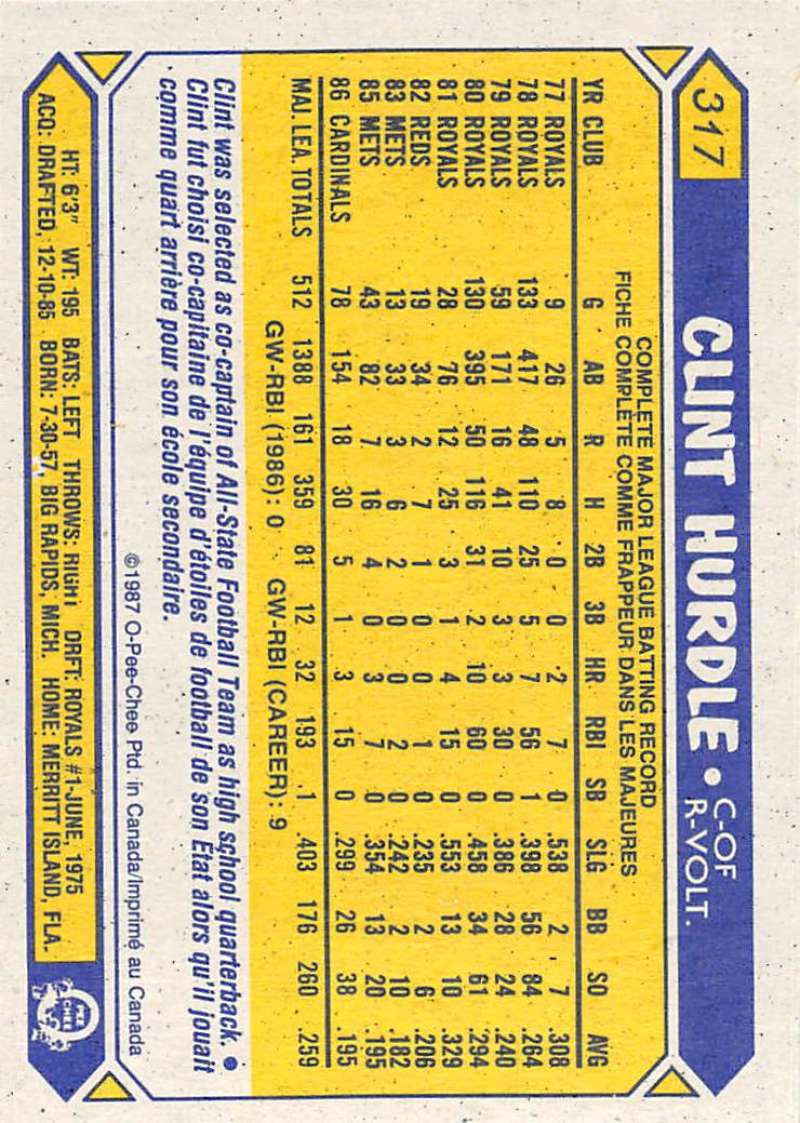 317
CLINT HURDLE • C-OF
R-VOLT.
COMPLETE MAJOR LEAGUE BATTING RECORD
FICHE COMPLÈTE COMME FRAPPEUR DANS LES MAJEURES
YR CLUB G AB R H 2B 3B HR RBI SB SLG BB SO AVG
77 ROYALS 9 26 5 8 0 0 2 7 0 .538 2 7 .308
78 ROYALS 133 417 48 110 25 5 7 56 1 .398 56 84 .264
79 ROYALS 59 171 16 41 10 3 3 30 0 .386 28 24 .240
80 ROYALS 130 395 50 116 31 2 10 60 0 .458 34 61 .294
81 ROYALS 28 76 12 25 3 1 4 15 0 .553 13 10 .329
82 REDS 19 34 2 7 1 0 0 1 0 .235 2 6 .206
83 METS 13 33 3 6 2 0 0 2 0 .242 2 10 .182
85 METS 43 82 7 16 4 0 3 7 0 .354 13 20 .195
86 CARDINALS 78 154 18 30 5 1 3 15 0 .299 26 38 .195
MAJ. LEA. TOTALS 512 1388 161 359 81 12 32 193 1 .403 176 260 .259
GW-RBI (1986): 0 GW-RBI (CAREER): 9
Clint was selected as co-captain of All-State Football Team as high school quarterback. •
Clint fut choisi co-capitaine de l'équipe d'étoiles de football de son État alors qu'il jouait
comme quart arrière pour son école secondaire.
©1987 O-Pee-Chee Ptd. in Canada/Imprimé au Canada
HT: 6'3" WT: 195 BATS: LEFT THROWS: RIGHT DRFT: ROYALS #1-JUNE, 1975
ACQ: DRAFTED, 12-10-85 BORN: 7-30-57, BIG RAPIDS, MICH. HOME: MERRITT ISLAND, FLA.
O
PEE
CHEE